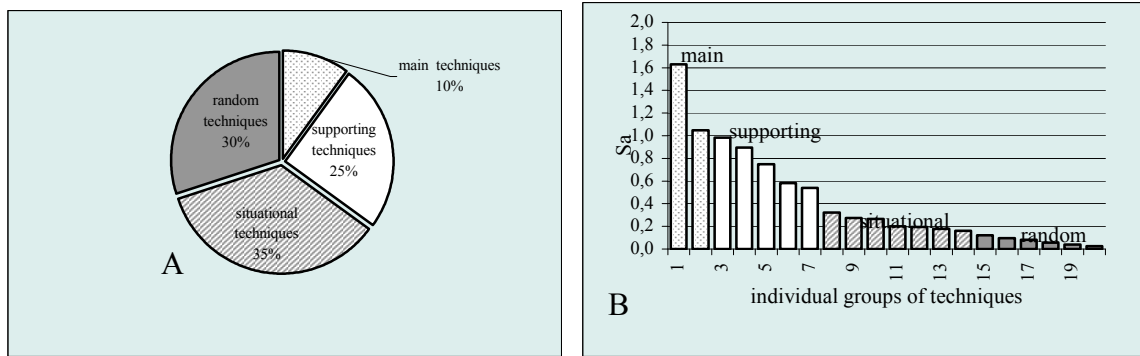 main techniques
10%
random
techniques
30%
supporting
techniques
25%
situational
techniques
35%
A
2,0
1,8
1,6
1,4
1,2
1,0
0,8
0,6
0,4
0,2
0,0
Sa
main
supporting
situational
random
1
3
5
7
9
11
13
15
17
19
individual groups of techniques
B